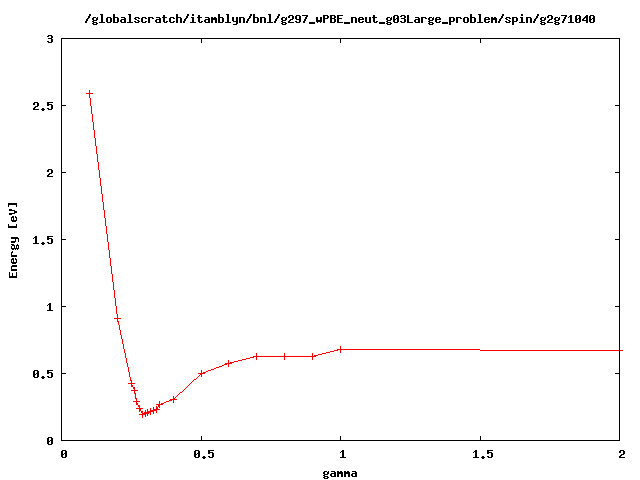 /globalscratch/itamblyn/bnl/g297_wPBE_neut_g03Large_problem/spin/g2g71040
3
2.5
2
1.5
1
0.5
0
Energy [eV]
0 0.5 1 1.5 2
gamma